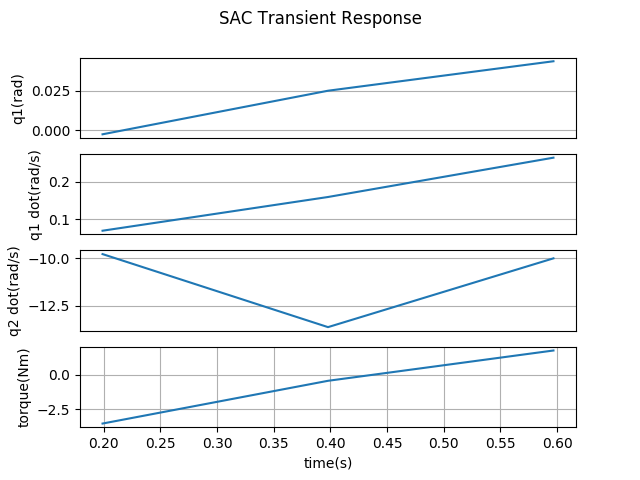 SAC Transient Response
q1(rad)
0.025
0.000
q1 dot(rad/s)
0.2
0.1
q2 dot(rad/s)
−10.0
−12.5
torque(Nm)
0.0
−2.5
0.20 0.25 0.30 0.35 0.40 0.45 0.50 0.55 0.60
time(s)